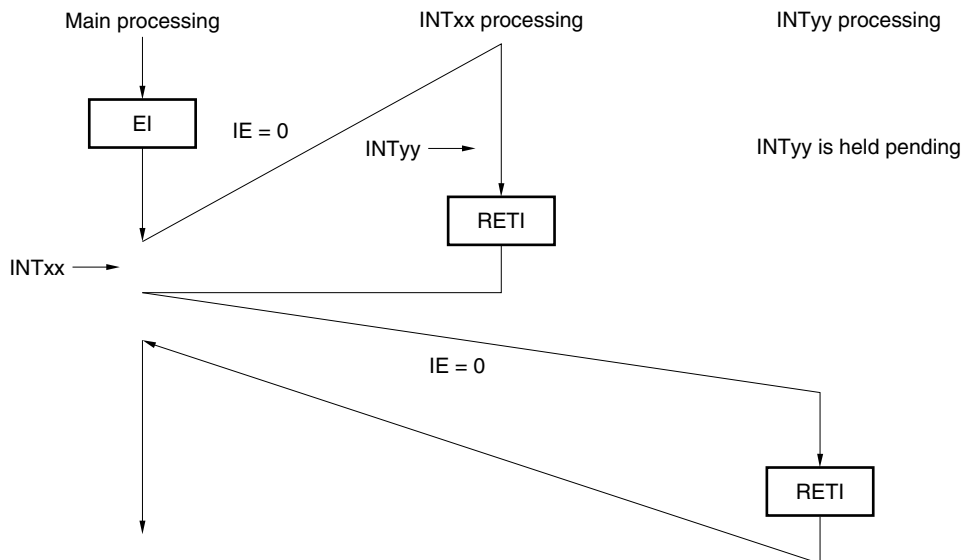 Main processing
INTxx processing
INTyy processing
EI
IE = 0
INTyy
INTyy is held pending
RETI
INTxx
IE = 0
RETI